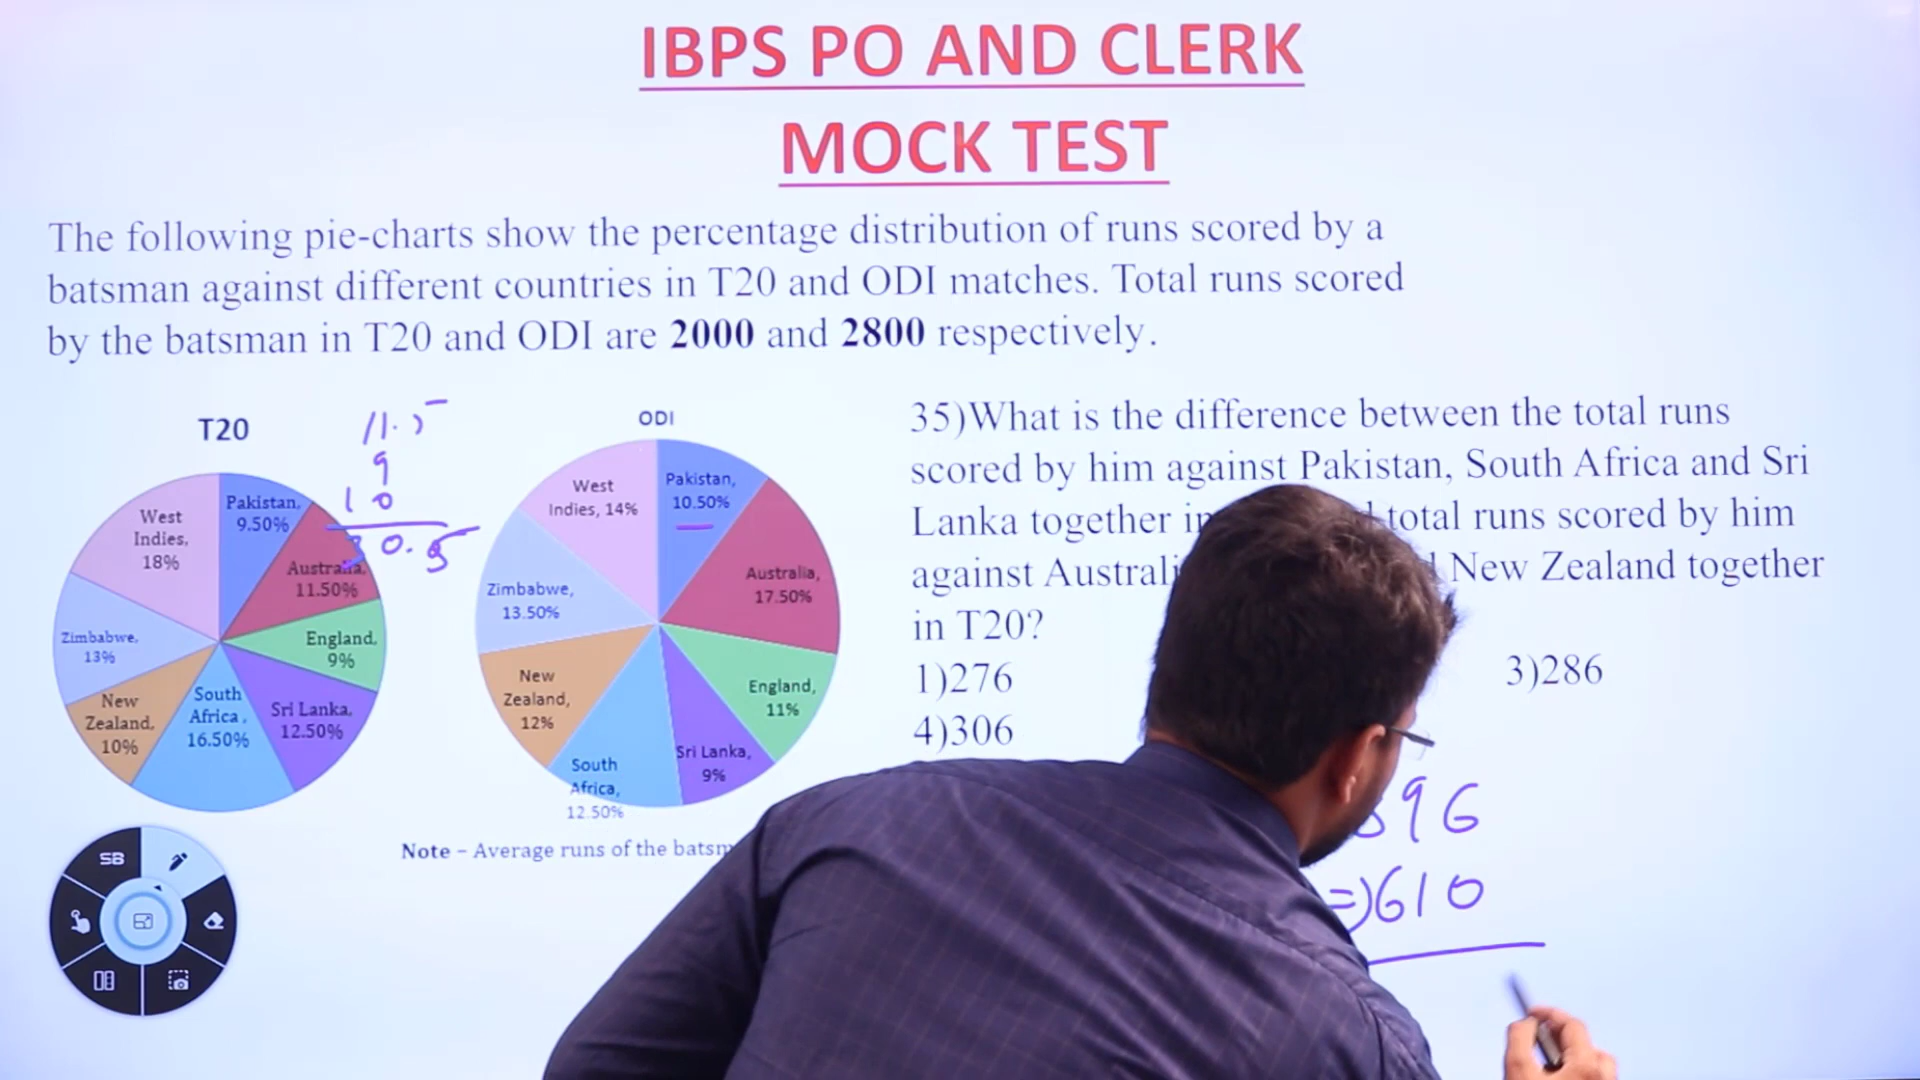 IBPS PO AND CLERK
MOCK TEST
The following pie-charts show the percentage distribution of runs scored by a
batsman against different countries in T20 and ODI matches. Total runs scored
by the batsman in T20 and ODI are 2000 and 2800 respectively.
T20
West
Indies,
18%
Pakistan,
9.50%
Australia,
11.50%
England,
9%
Sri Lanka,
12.50%
South
Africa,
16.50%
New
Zealand,
10%
Zimbabwe,
13%
11.5
9
10
30.5
ODI
West
Indies, 14%
Pakistan,
10.50%
Australia,
17.50%
England,
11%
Sri Lanka,
9%
South
Africa,
12.50%
New
Zealand,
12%
Zimbabwe,
13.50%
Note – Average runs of the
35)What is the difference between the total runs
scored by him against Pakistan, South Africa and Sri
Lanka together total runs scored by him
against New Zealand together
in T20?
1)276
3)286
4)306
96
=)610
SB